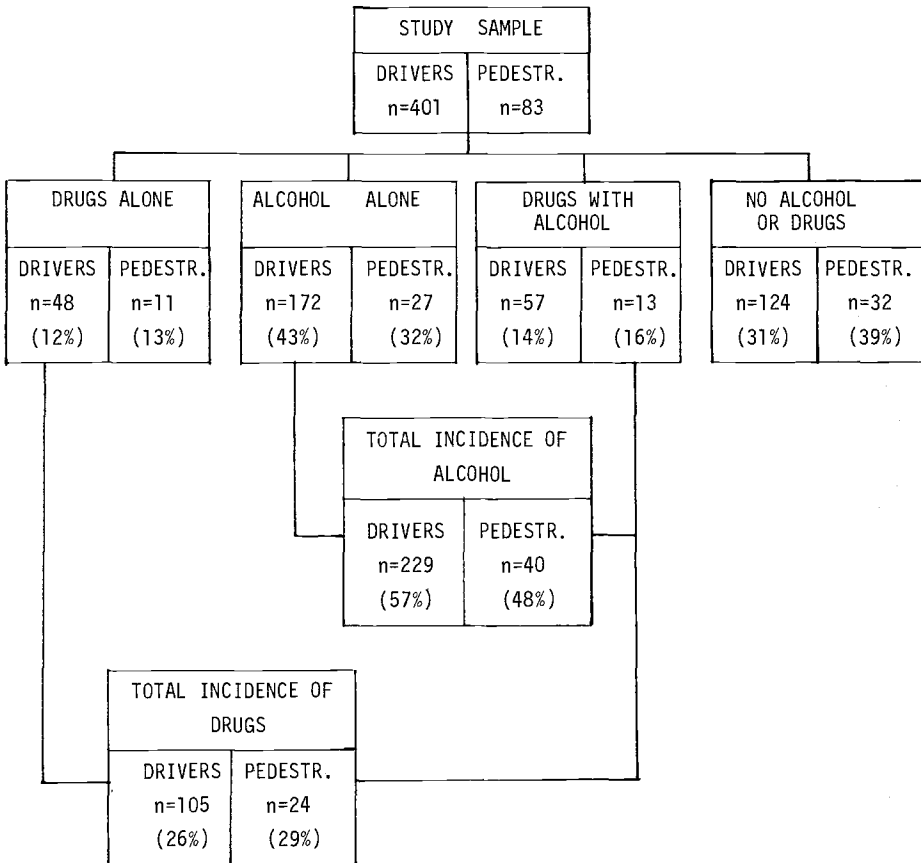 STUDY SAMPLE
DRIVERS PEDESTR.
n=401 n=83
DRUGS ALONE
DRIVERS PEDESTR.
n=48 n=11
(12%) (13%)
ALCOHOL ALONE
DRIVERS PEDESTR.
n=172 n=27
(43%) (32%)
DRUGS WITH
ALCOHOL
DRIVERS PEDESTR.
n=57 n=13
(14%) (16%)
NO ALCOHOL
OR DRUGS
DRIVERS PEDESTR.
n=124 n=32
(31%) (39%)
TOTAL INCIDENCE OF
ALCOHOL
DRIVERS PEDESTR.
n=229 n=40
(57%) (48%)
TOTAL INCIDENCE OF
DRUGS
DRIVERS PEDESTR.
n=105 n=24
(26%) (29%)